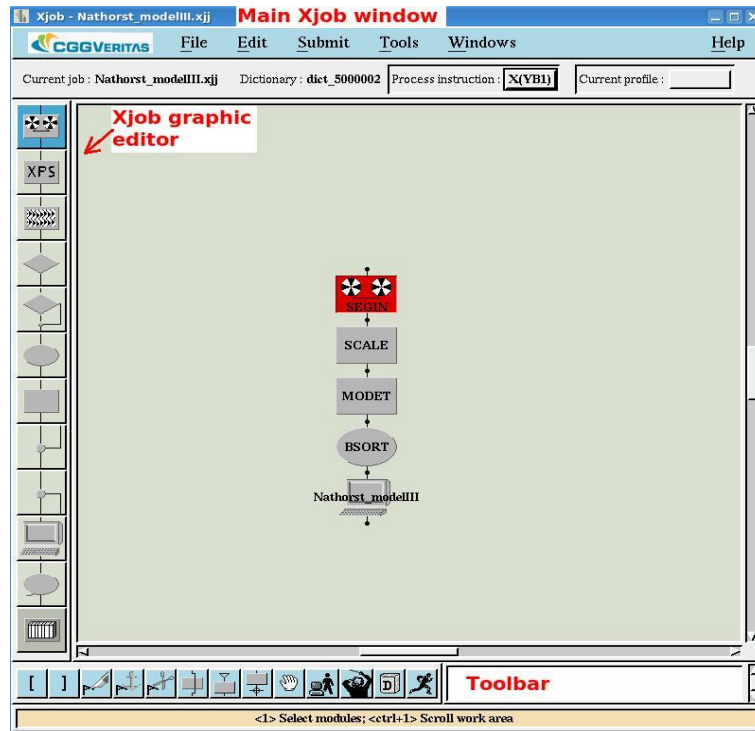 Xjob - Nathorst_modelIII.xjj
Main Xjob window
CGGVERITAS File Edit Submit Tools Windows Help
Current job : Nathorst_modelIII.xjj Dictionary : dict_5000002 Process instruction : X(YB1) Current profile :
Xjob graphic
editor
XPS
SEGIN
SCALE
MODET
BSORT
Nathorst_modelIII
[ ] D Toolbar
<1> Select modules; <ctrl+1> Scroll work area